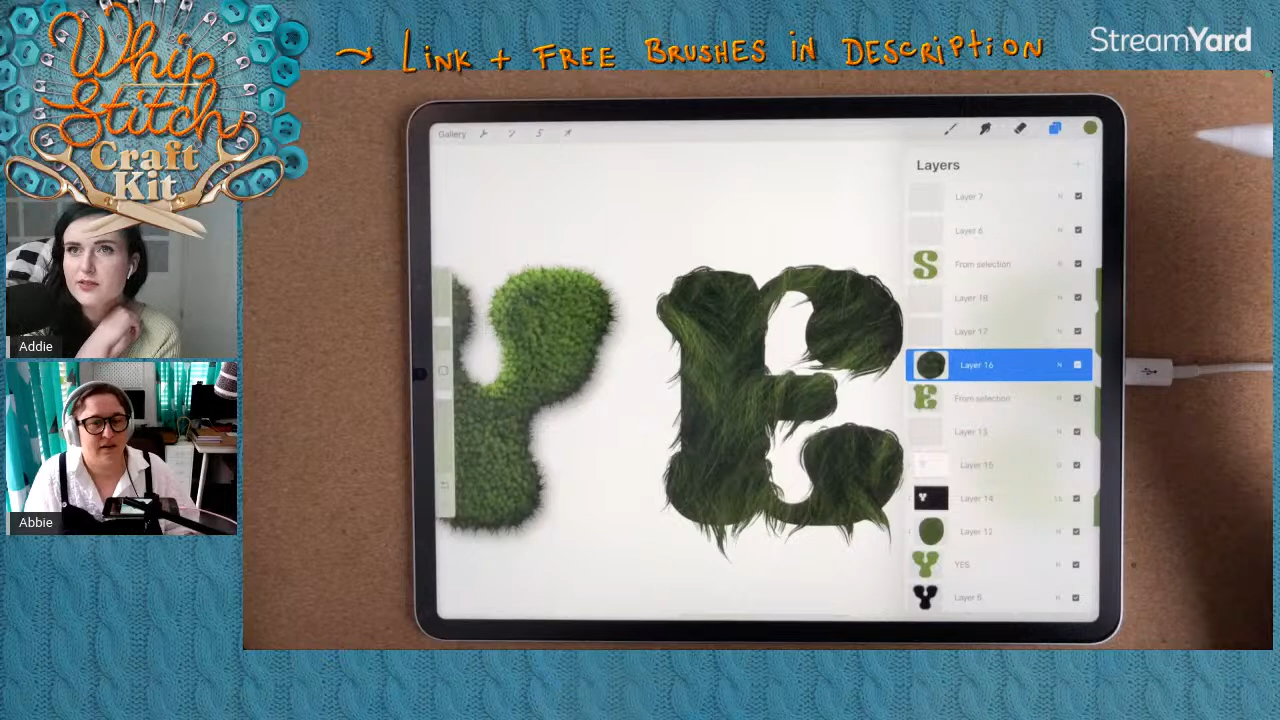 Whip
Stitch
Craft
Kit
→ Link + FREE BRUSHES in DESCRIPTION
StreamYard
Gallery
Layers
Layer 7 N
Layer 6 N
S From selection
Layer 18 N
Layer 17 N
Layer 16 N
E From selection N
Layer 13 N
Layer 15
Layer 14
Layer 12 N
YES N
Layer 6 N
Y E
Addie
Abbie